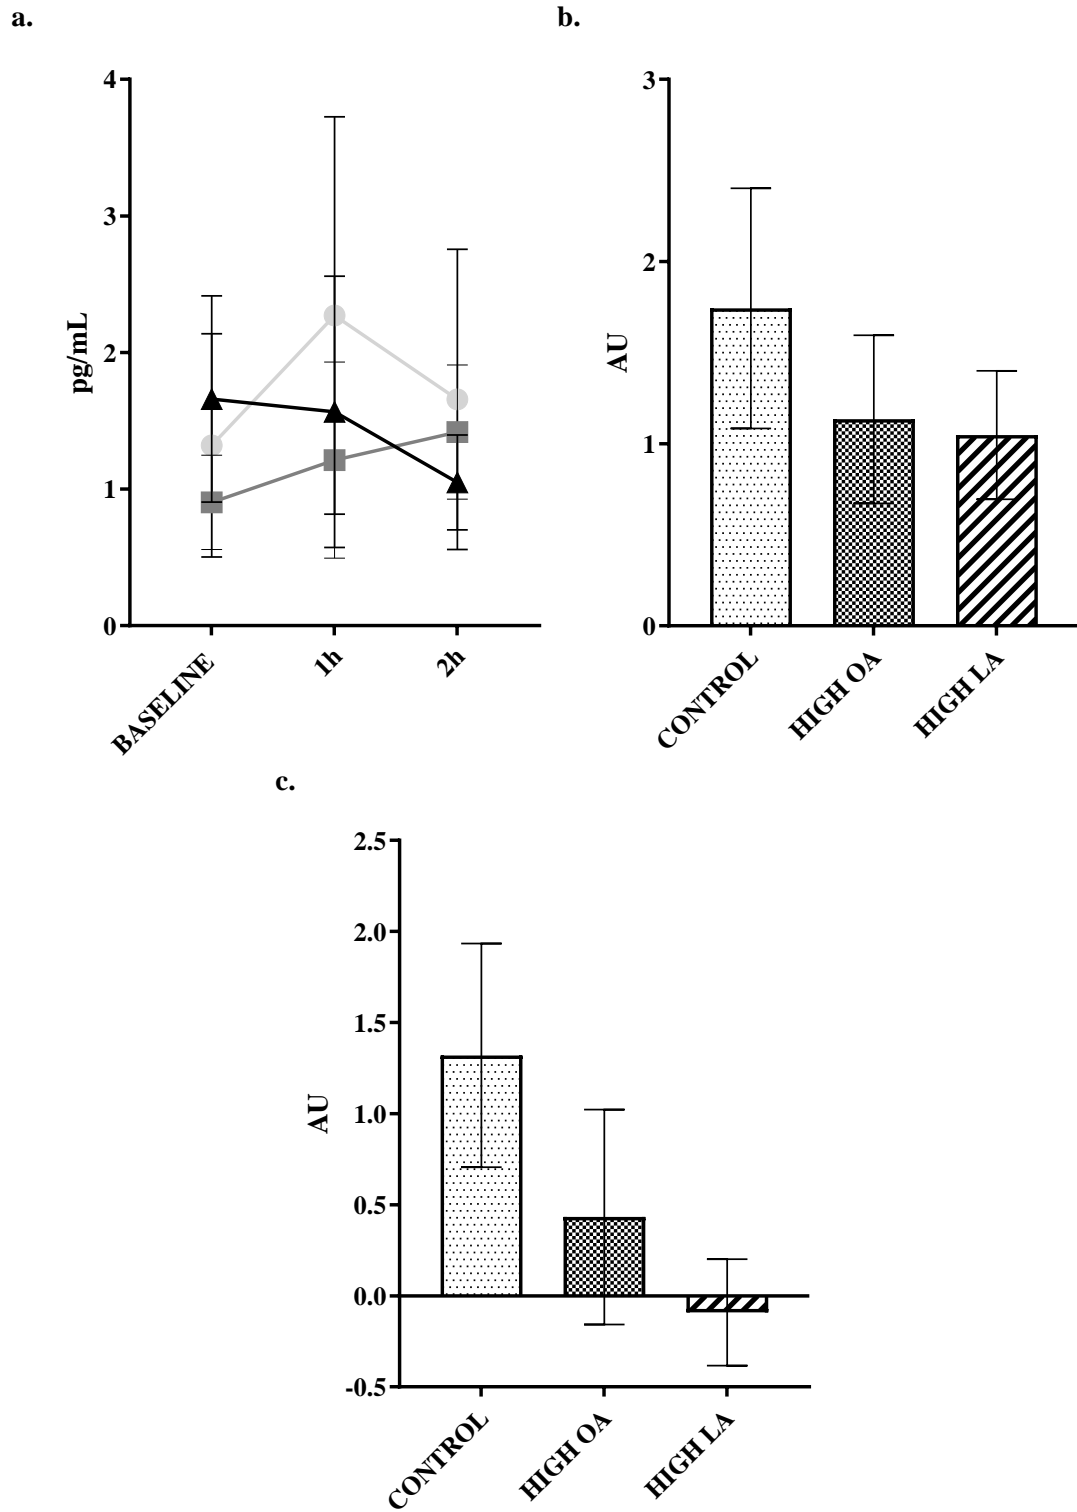 a.
4
3
2
1
0
pg/mL
BASELINE
1h
2h
b.
3
2
1
0
AU
CONTROL
HIGH OA
HIGH LA
c.
2.5
2.0
1.5
1.0
0.5
0.0
-0.5
AU
CONTROL
HIGH OA
HIGH LA